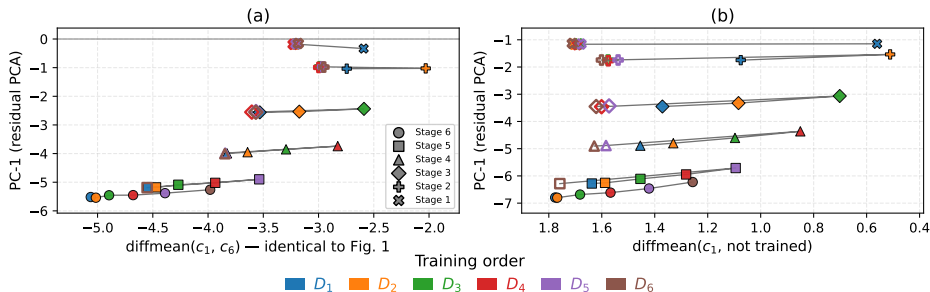 (a)
(b)
PC-1 (residual PCA)
0
−1
−2
−3
−4
−5
−6
Stage 6
Stage 5
Stage 4
Stage 3
Stage 2
Stage 1
−5.0
−4.5
−4.0
−3.5
−3.0
−2.5
−2.0
diffmean(c₁, c₆) — identical to Fig. 1
PC-1 (residual PCA)
−1
−2
−3
−4
−5
−6
−7
1.8
1.6
1.4
1.2
1.0
0.8
0.6
0.4
diffmean(c₁, not trained)
Training order
D₁ D₂ D₃ D₄ D₅ D₆